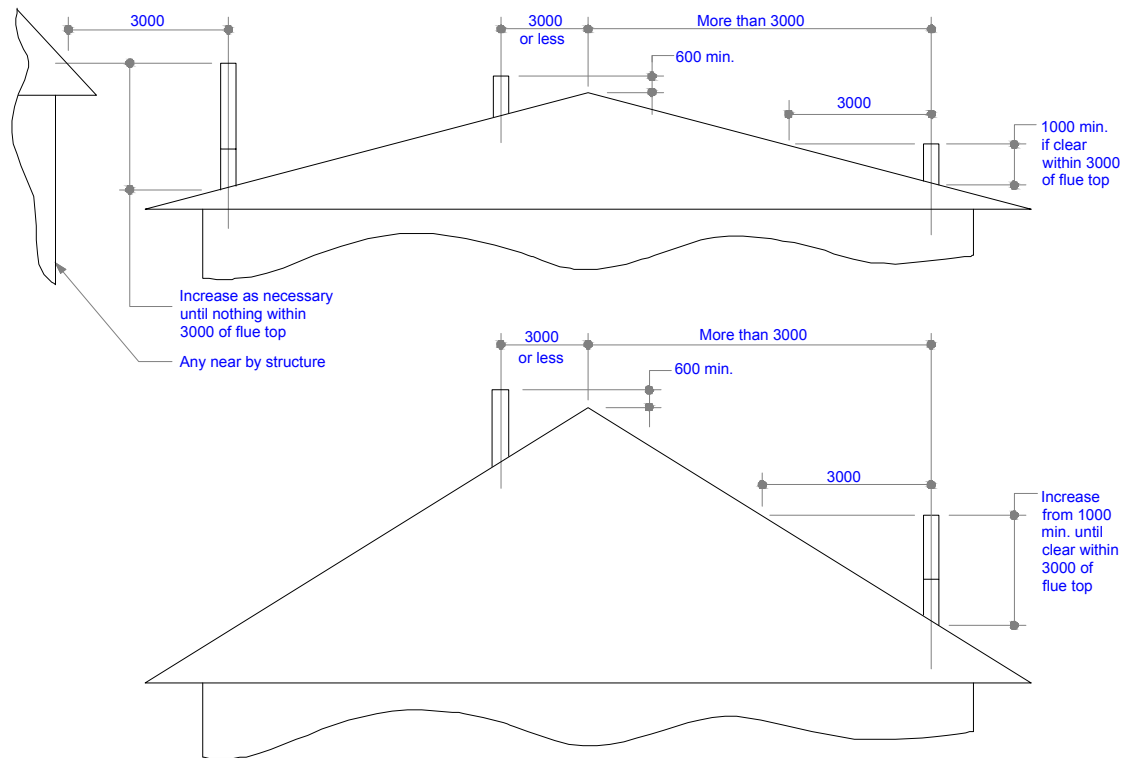 3000
3000
or less
More than 3000
600 min.
3000
1000 min.
if clear
within 3000
of flue top
Increase as necessary
until nothing within
3000 of flue top
Any near by structure
3000
or less
More than 3000
600 min.
3000
Increase
from 1000
min. until
clear within
3000 of
flue top